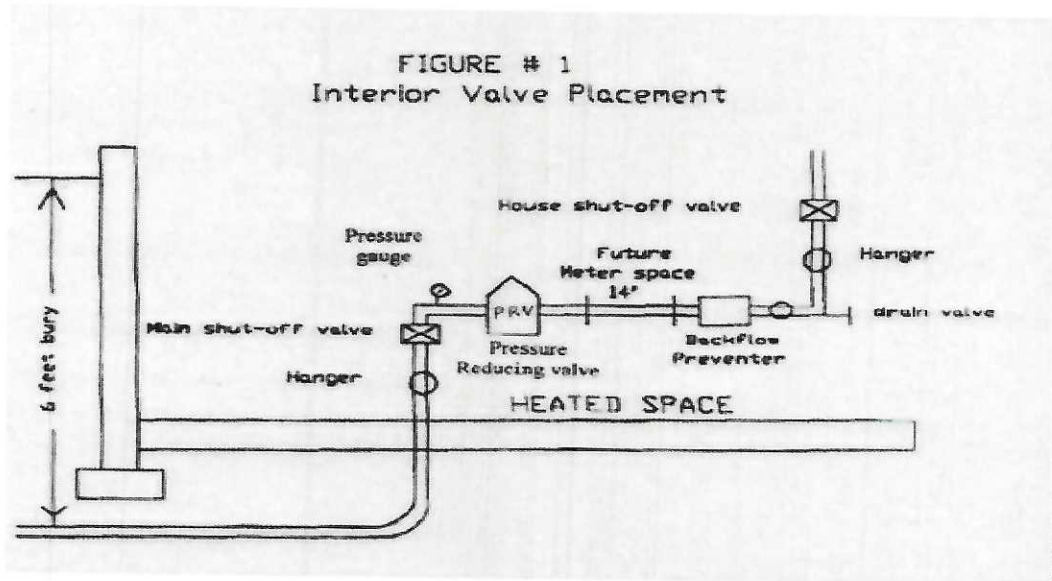 FIGURE # 1
Interior Valve Placement
House shut-off valve
Pressure
gauge
Future
Meter space
14"
Hanger
6 feet bury
Main shut-off valve
PRV
drain valve
Pressure
Reducing valve
Backflow
Preventer
Hanger
HEATED SPACE